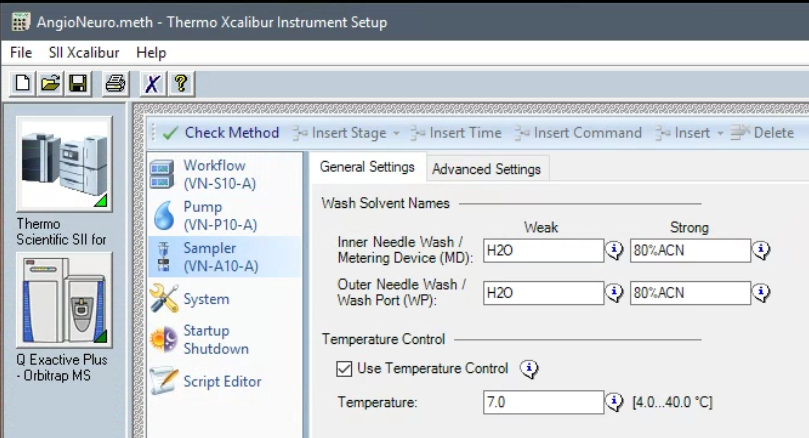 AngioNeuro.meth - Thermo Xcalibur Instrument Setup
File SII Xcalibur Help
Check Method Insert Stage Insert Time Insert Command Insert Delete
Workflow
(VN-S10-A)
Pump
(VN-P10-A)
Sampler
(VN-A10-A)
System
Startup
Shutdown
Script Editor
Thermo
Scientific SII for
Q Exactive Plus
- Orbitrap MS
General Settings Advanced Settings
Wash Solvent Names
Weak Strong
Inner Needle Wash /
Metering Device (MD): H2O 80%ACN
Outer Needle Wash /
Wash Port (WP): H2O 80%ACN
Temperature Control
Use Temperature Control
Temperature: 7.0 [4.0...40.0 °C]